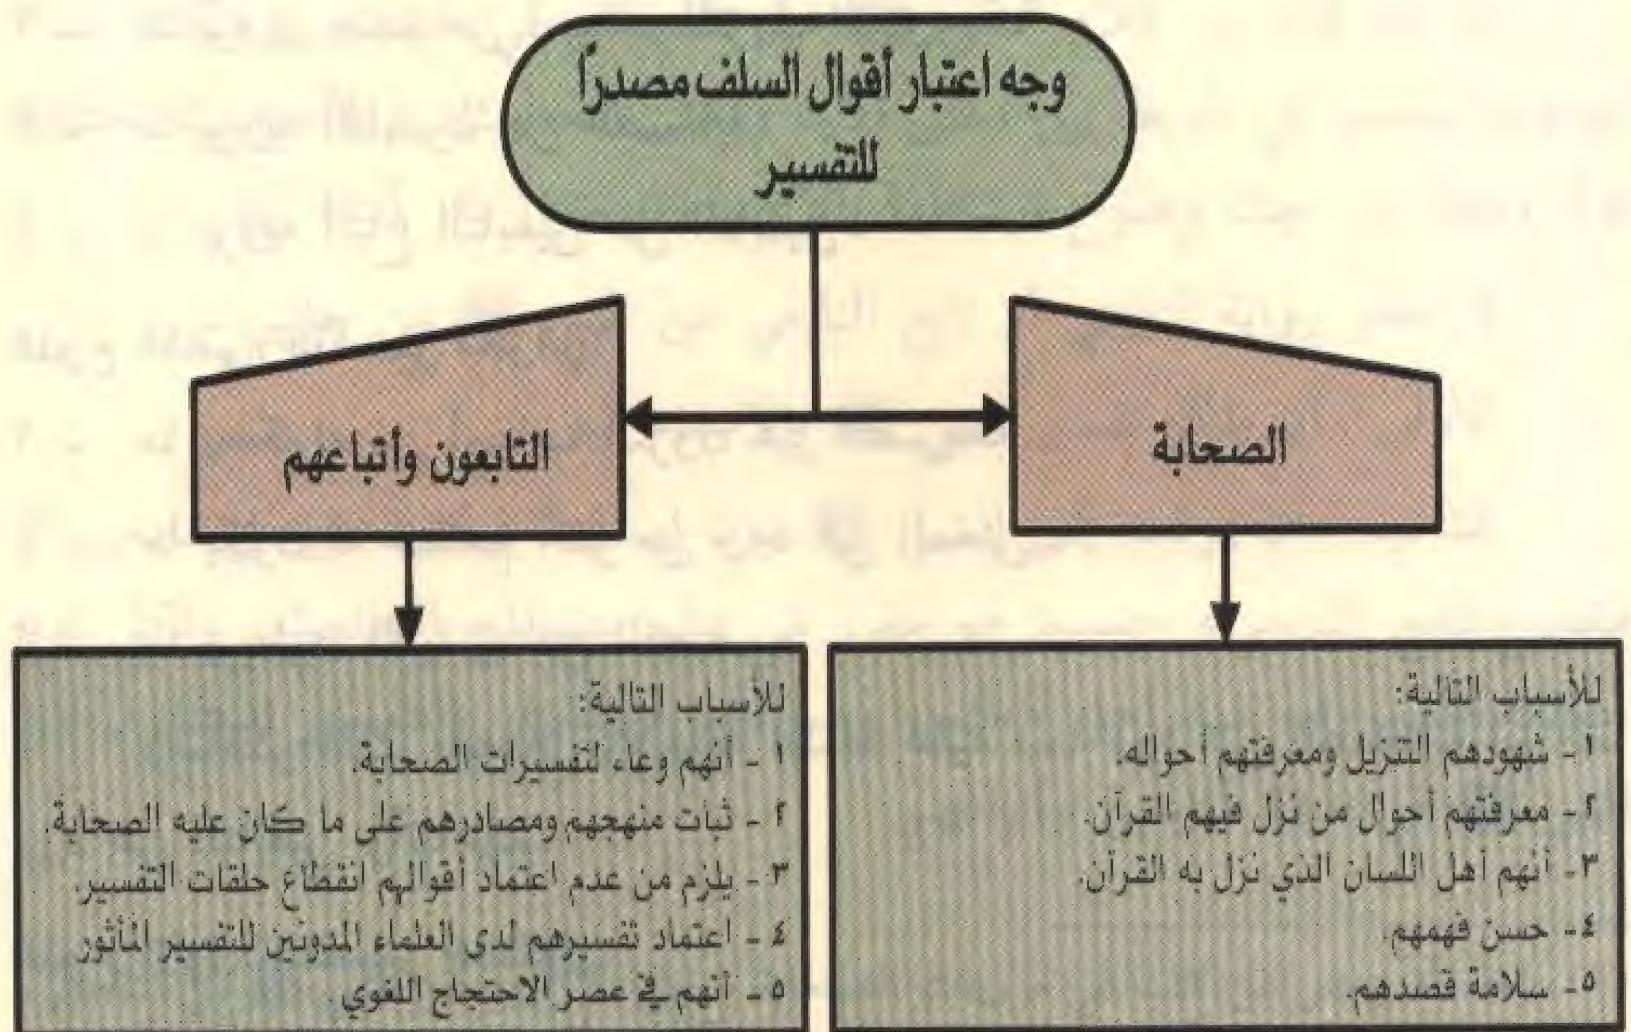 وجه اعتبار أقوال السلف مصدرًا
للتفسير
الصحابة
التابعون وأتباعهم
للأسباب التالية:
١ - شهودهم التنزيل ومعرفتهم أحواله.
٢ - معرفتهم أحوال من نزل فيهم القرآن.
٣ - أنهم أهل اللسان الذي نزل به القرآن.
٤ - حسن فهمهم.
٥ - سلامة قصدهم.
للأسباب التالية:
١ - أنهم وعاء لتفسيرات الصحابة.
٢ - ثبات منهجهم ومصادرهم على ما كان عليه الصحابة.
٣ - يلزم من عدم اعتماد أقوالهم انقطاع حلقات التفسير.
٤ - اعتماد تفسيرهم لدى العلماء المدونين للتفسير المأثور
٥ - أنهم في عصر الاحتجاج اللغوي.